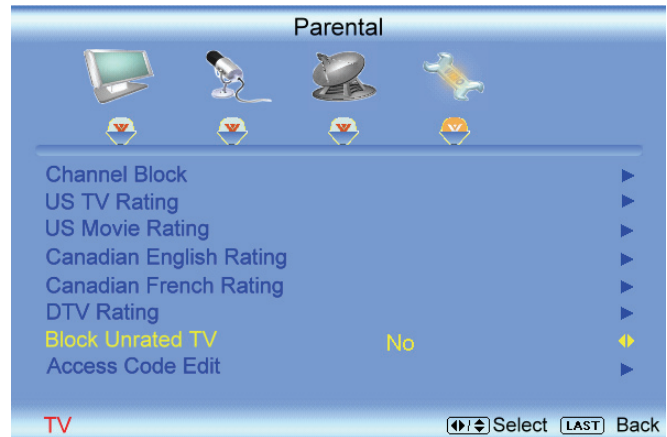 Parental
Channel Block
US TV Rating
US Movie Rating
Canadian English Rating
Canadian French Rating
DTV Rating
Block Unrated TV No
Access Code Edit
TV Select LAST Back